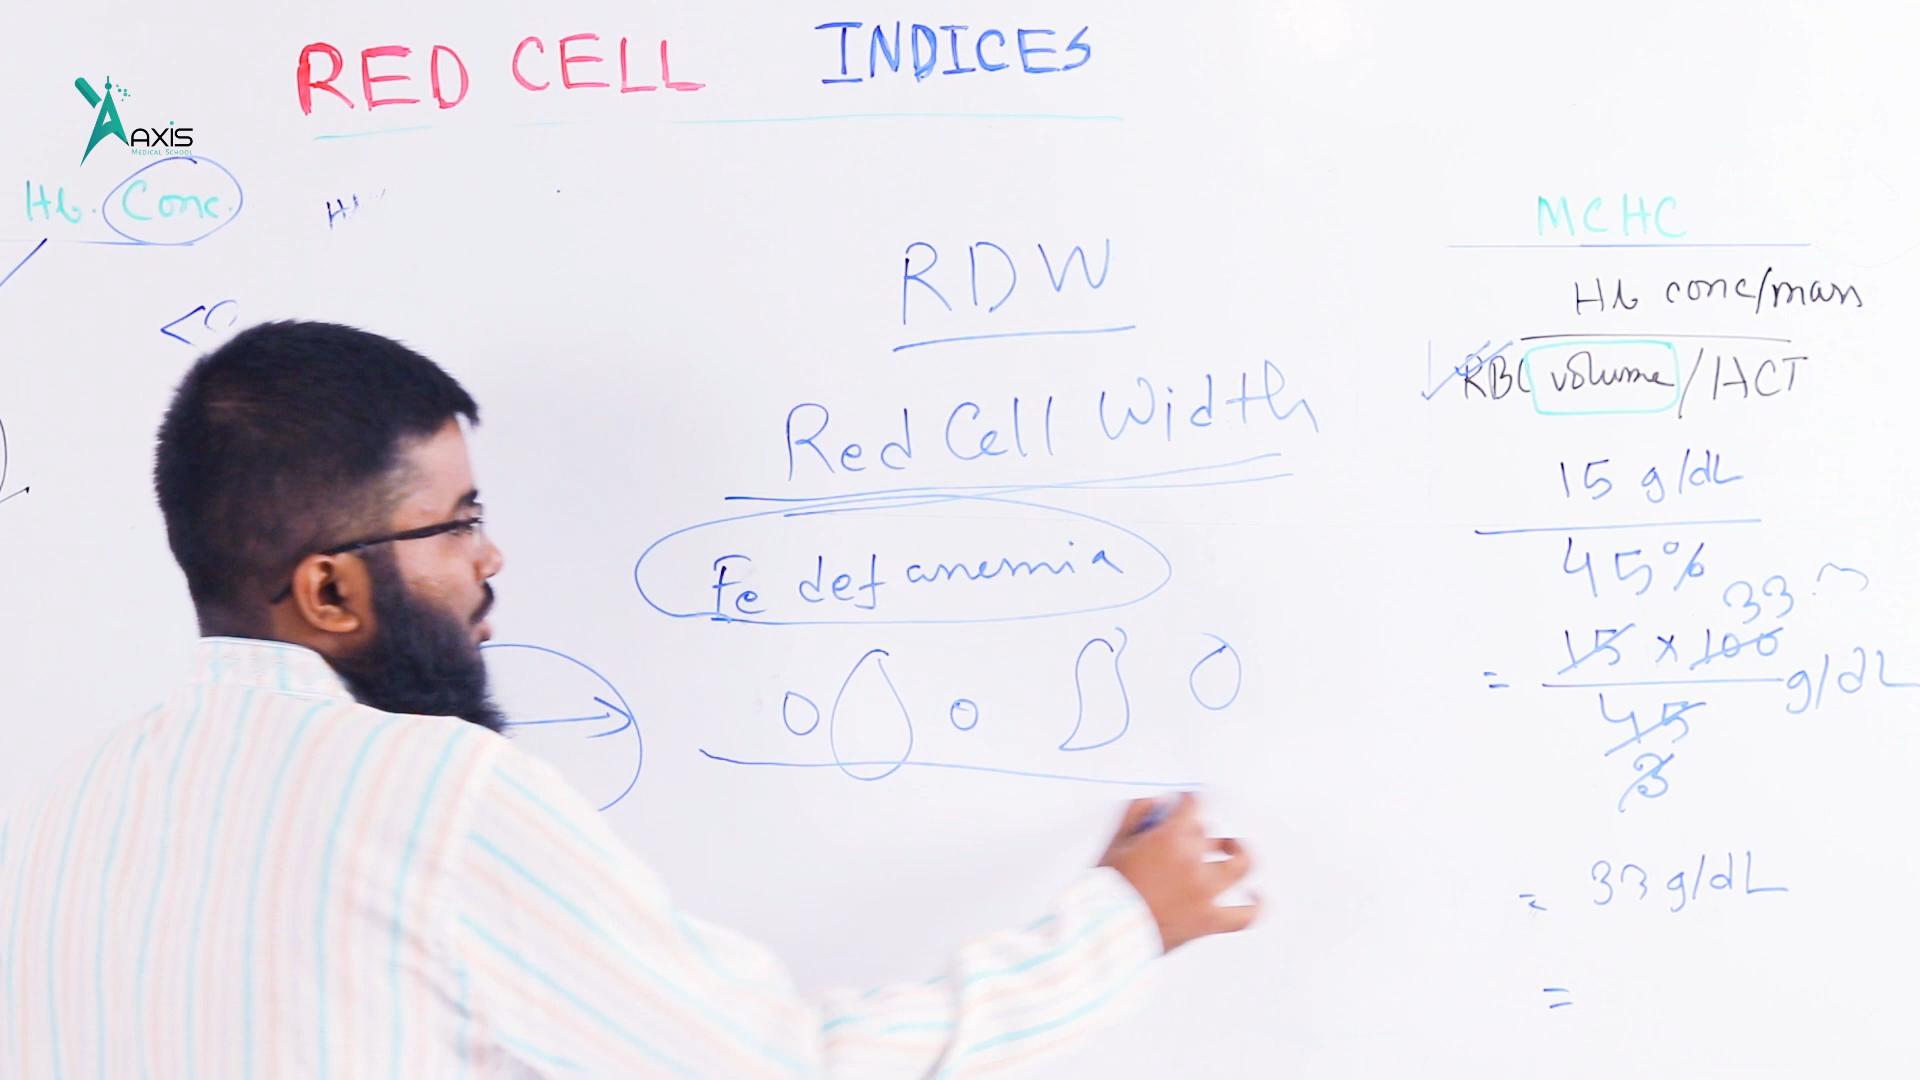 RED CELL INDICES
AXIS
MEDICAL SCHOOL
Hb. Conc.
RDW
Red Cell Width
Fe def anemia
MCHC
Hb conc/mass
RBC volume/HCT
15 g/dL
45%
33.3
= 15 x 100 g/dL
45
3
= 33 g/dL
=